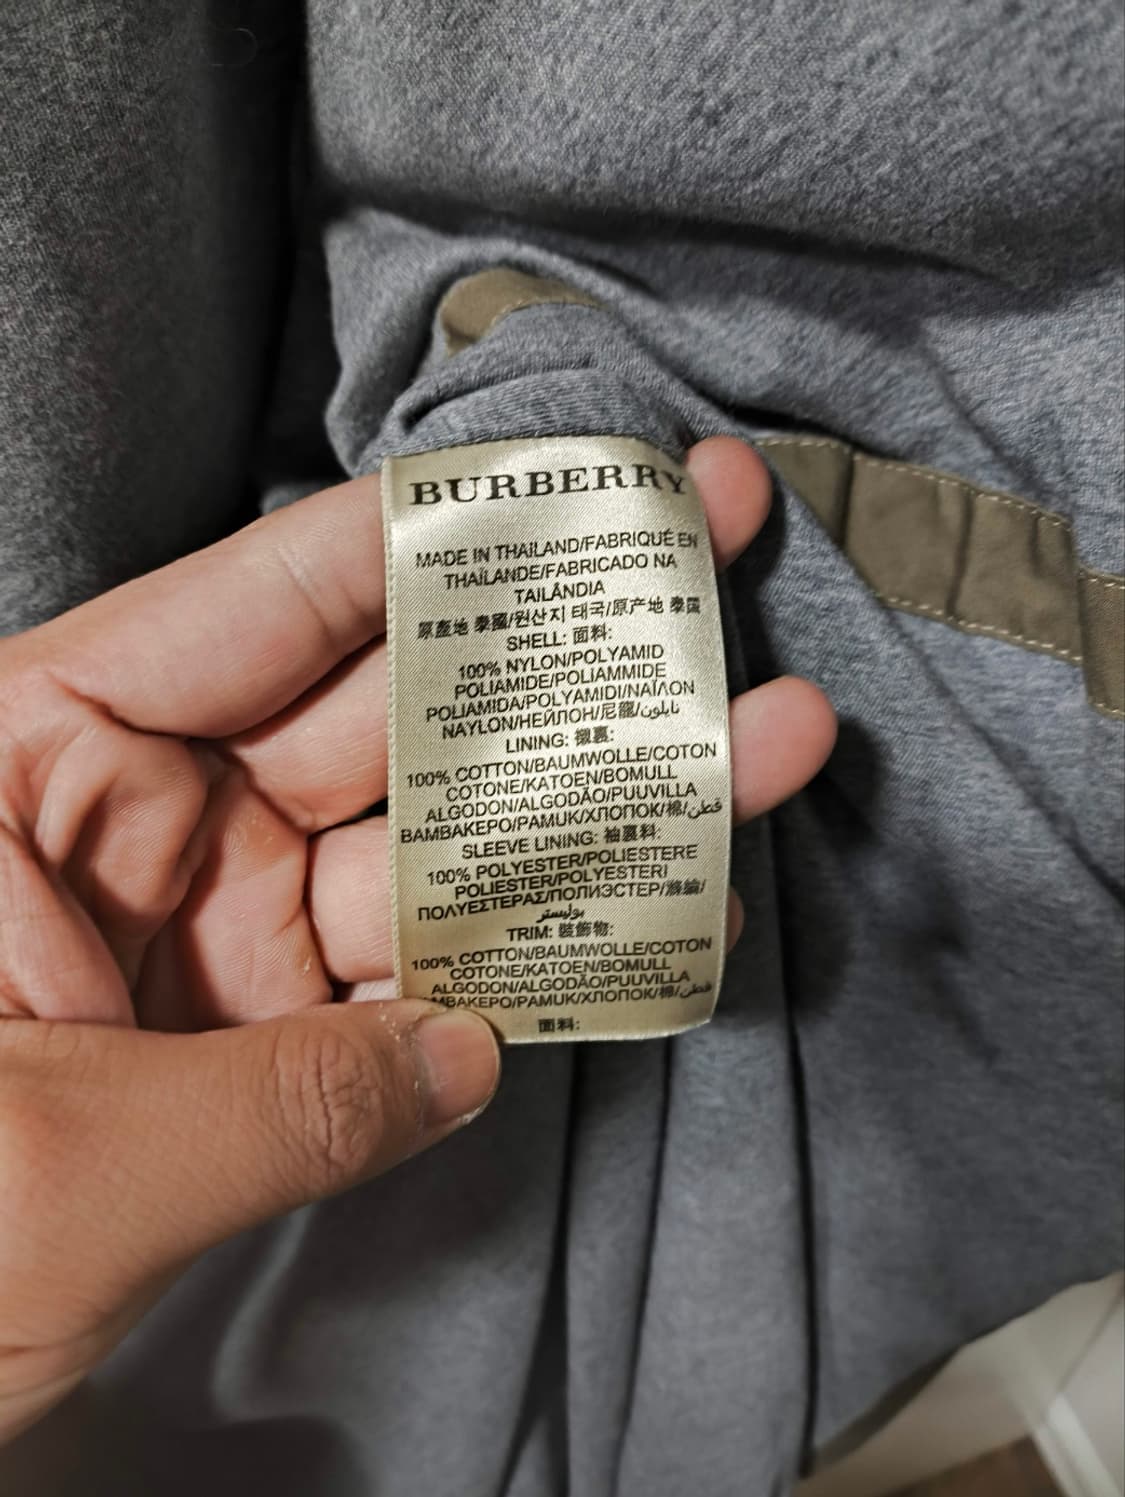 BURBERRY
MADE IN THAILAND/FABRIQUÉ EN
THAÏLANDE/FABRICADO NA
TAILÂNDIA
原產地 泰國/원산지 태국/原产地 泰国
SHELL: 面料:
100% NYLON/POLYAMID
POLIAMIDE/POLIAMMIDE
POLIAMIDA/POLYAMIDI/ΝΑΪΛΟΝ
NAYLON/НЕЙЛОН/尼龍/نايلون
LINING: 襯裏:
100% COTTON/BAUMWOLLE/COTON
COTONE/KATOEN/BOMULL
ALGODON/ALGODÃO/PUUVILLA
ΒΑΜΒΑΚΕΡΟ/PAMUK/ХЛОПОК/棉/قطن
SLEEVE LINING: 袖裏料:
100% POLYESTER/POLIESTERE
POLIESTER/POLYESTERI
ΠΟΛΥΕΣΤΕΡΑΣ/ПОЛИЭСТЕР/滌綸/
بوليستر
TRIM: 裝飾物:
100% COTTON/BAUMWOLLE/COTON
COTONE/KATOEN/BOMULL
ALGODON/ALGODÃO/PUUVILLA
ΜΒΑΚΕΡΟ/PAMUK/ХЛОПОК/棉/قطن
面料: